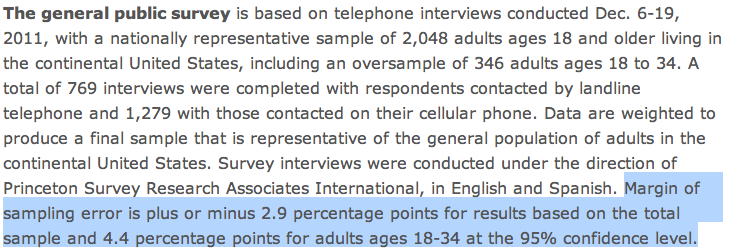 The general public survey is based on telephone interviews conducted Dec. 6-19,
2011, with a nationally representative sample of 2,048 adults ages 18 and older living in
the continental United States, including an oversample of 346 adults ages 18 to 34. A
total of 769 interviews were completed with respondents contacted by landline
telephone and 1,279 with those contacted on their cellular phone. Data are weighted to
produce a final sample that is representative of the general population of adults in the
continental United States. Survey interviews were conducted under the direction of
Princeton Survey Research Associates International, in English and Spanish. Margin of
sampling error is plus or minus 2.9 percentage points for results based on the total
sample and 4.4 percentage points for adults ages 18-34 at the 95% confidence level.